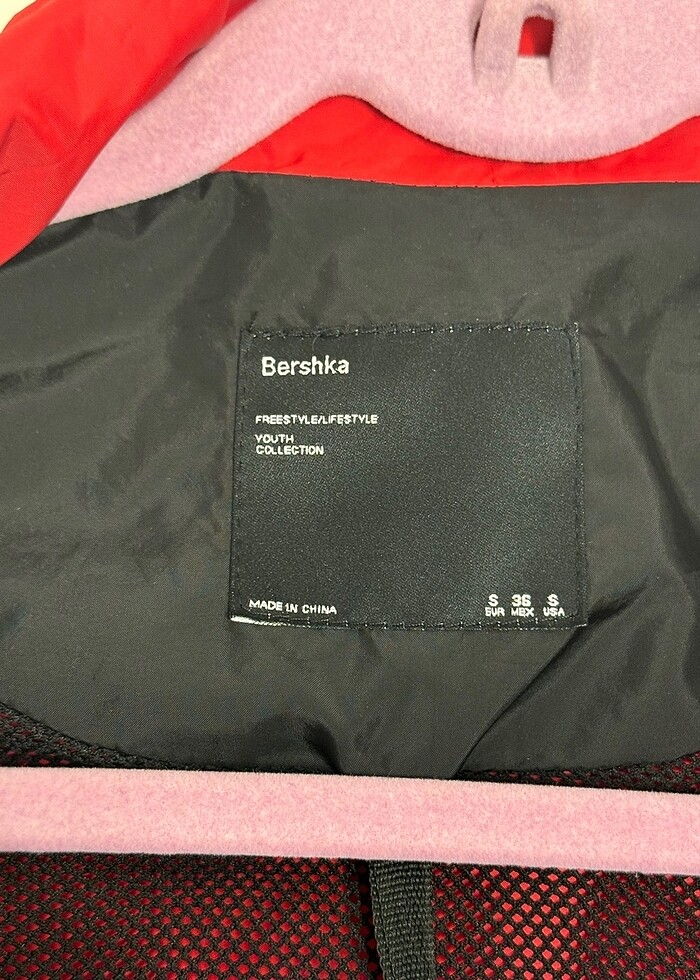 Bershka
FREESTYLE/LIFESTYLE
YOUTH
COLLECTION
MADE IN CHINA
S 36 S
EUR MEX USA